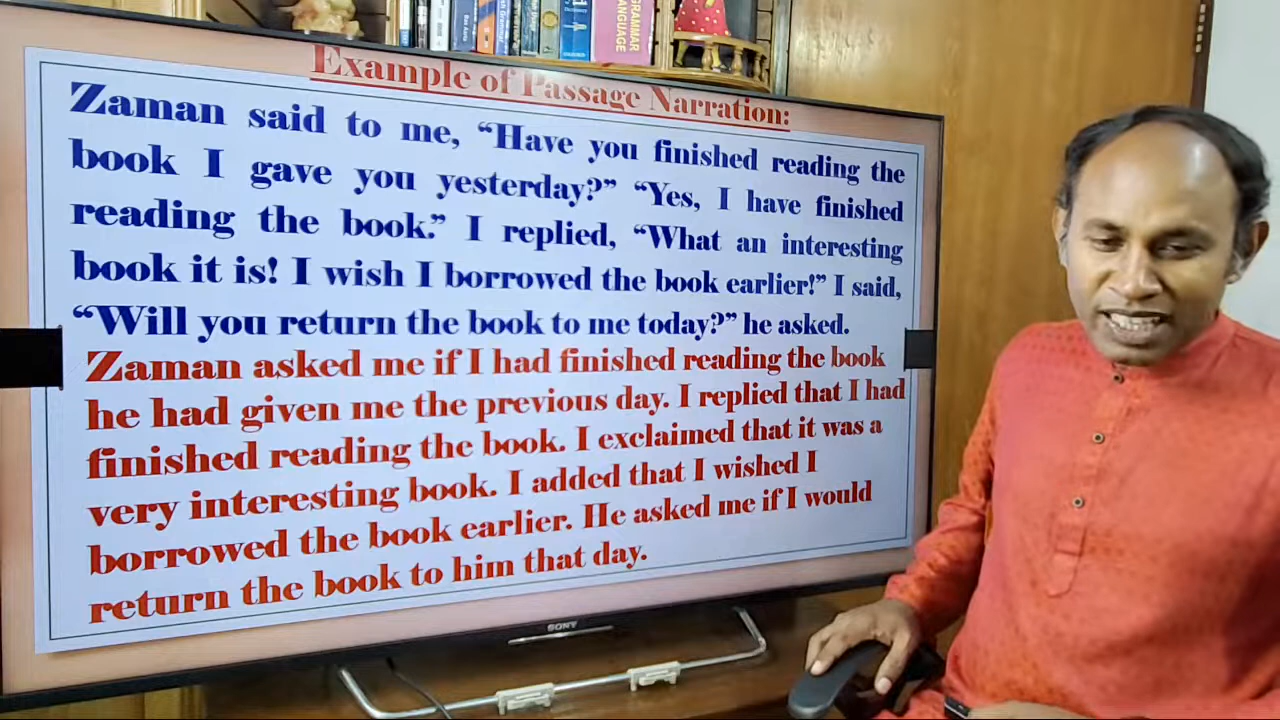 GRAMMAR
LANGUAGE
Example of Passage Narration:
Zaman said to me, “Have you finished reading the
book I gave you yesterday?” “Yes, I have finished
reading the book.” I replied, “What an interesting
book it is! I wish I borrowed the book earlier!” I said,
“Will you return the book to me today?” he asked.
Zaman asked me if I had finished reading the book
he had given me the previous day. I replied that I had
finished reading the book. I exclaimed that it was a
very interesting book. I added that I wished I
borrowed the book earlier. He asked me if I would
return the book to him that day.
SONY